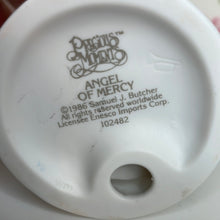 Precious
Moments
ANGEL
OF MERCY
©1986 Samuel J. Butcher
All rights reserved worldwide
Licensee Enesco Imports Corp.
102482